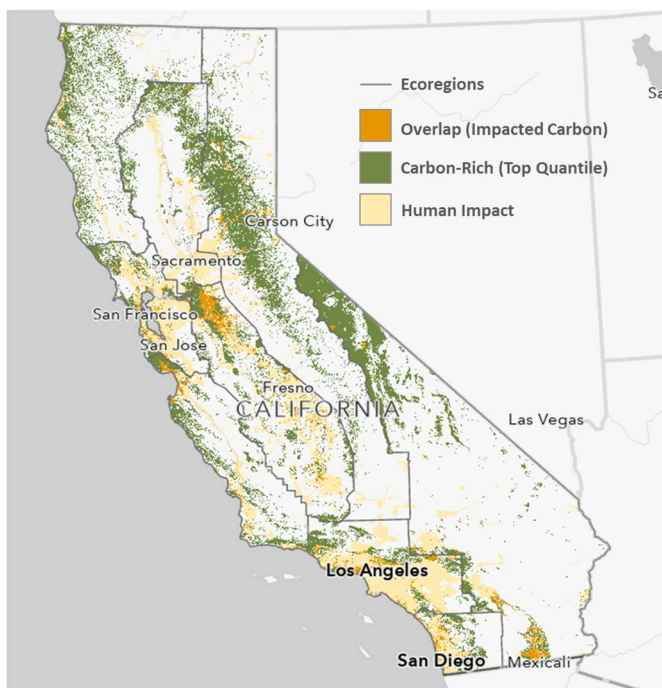 Ecoregions
Overlap (Impacted Carbon)
Carbon-Rich (Top Quantile)
Human Impact
Sa
Carson City
Sacramento
San Francisco
San Jose
Fresno
CALIFORNIA
Las Vegas
Los Angeles
San Diego
Mexicali